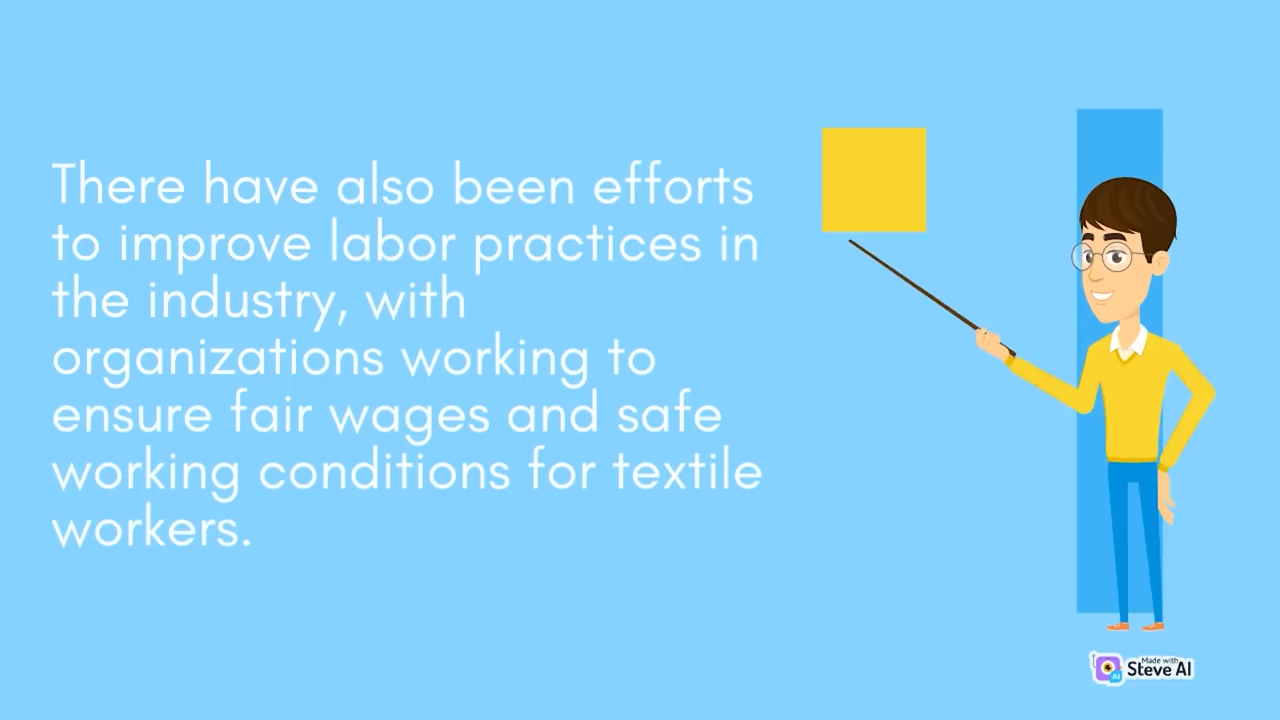 There have also been efforts
to improve labor practices in
the industry, with
organizations working to
ensure fair wages and safe
working conditions for textile
workers.
Made with
Steve AI
AI